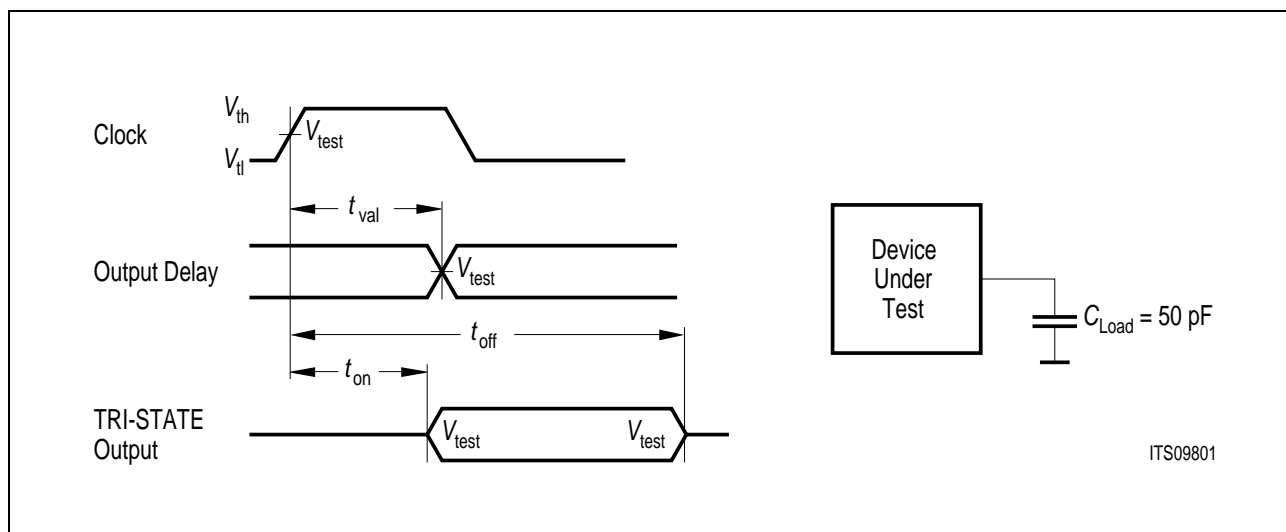 Vth
Clock
Vtest
Vtl
tval
Output Delay
Vtest
toff
ton
TRI-STATE
Output
Vtest
Vtest
Device
Under
Test
CLoad = 50 pF
ITS09801